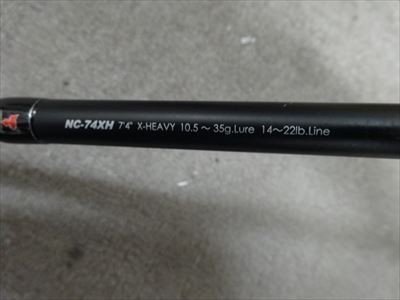 NC-74XH 7'4" X-HEAVY 10.5～35g.Lure 14～22lb.Line